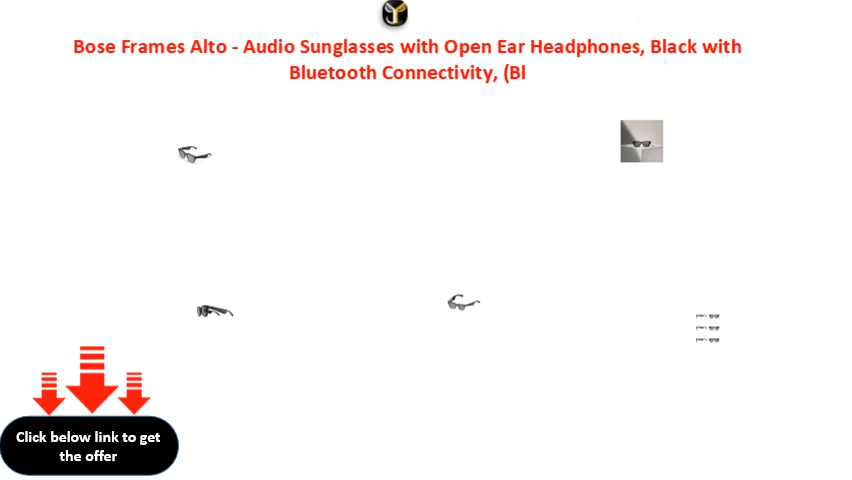 Bose Frames Alto - Audio Sunglasses with Open Ear Headphones, Black with
Bluetooth Connectivity, (Bl
Click below link to get
the offer